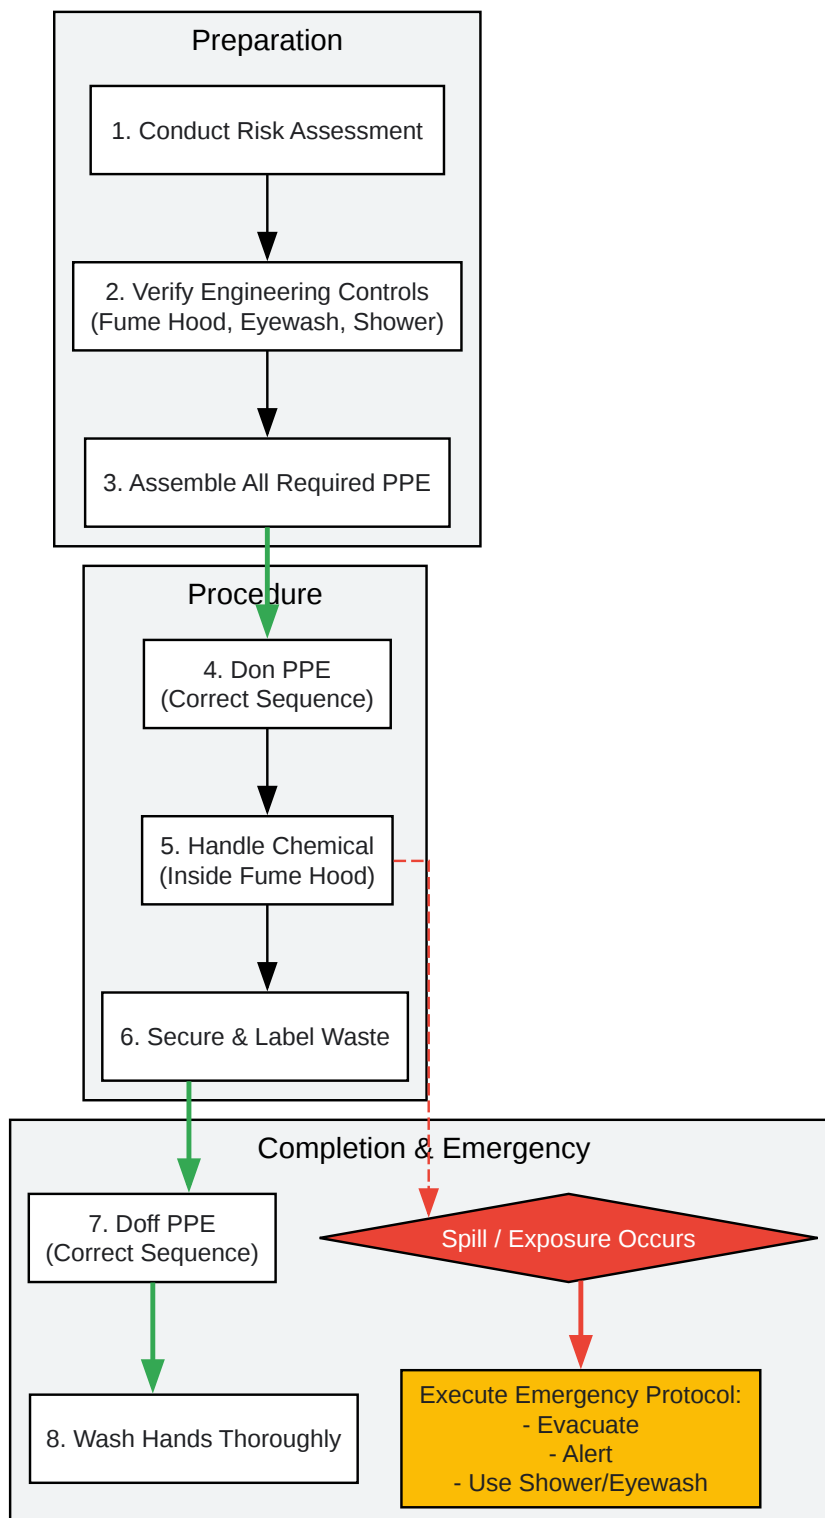 Preparation
1. Conduct Risk Assessment
2. Verify Engineering Controls
(Fume Hood, Eyewash, Shower)
3. Assemble All Required PPE
Procedure
4. Don PPE
(Correct Sequence)
5. Handle Chemical
(Inside Fume Hood)
6. Secure & Label Waste
Completion & Emergency
7. Doff PPE
(Correct Sequence)
Spill / Exposure Occurs
8. Wash Hands Thoroughly
Execute Emergency Protocol:
- Evacuate
- Alert
- Use Shower/Eyewash